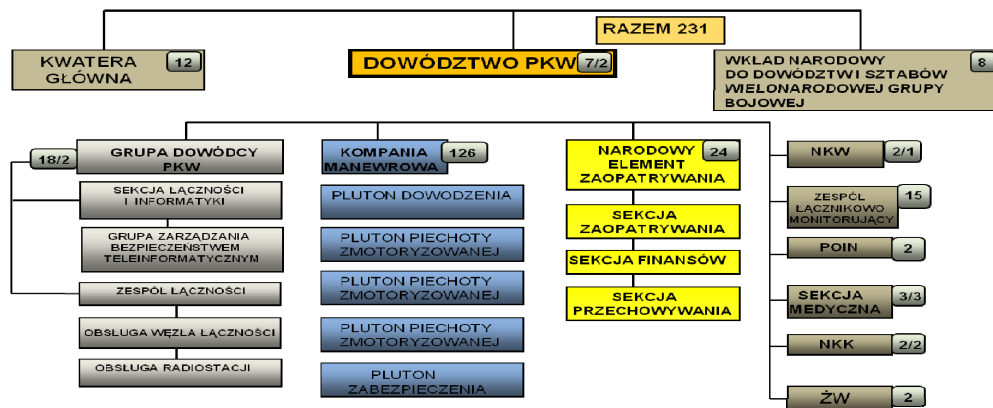 RAZEM 231
KWATERA
GŁÓWNA
12
DOWÓDZTWO PKW
7/2
WKŁAD NARODOWY
DO DOWÓDZTW I SZTABÓW
WIELONARODOWEJ GRUPY
BOJOWEJ
8
18/2
GRUPA DOWÓDCY
PKW
SEKCJA ŁĄCZNOŚCI
I INFORMATYKI
GRUPA ZARZĄDZANIA
BEZPIECZEŃSTWEM
TELEINFORMATYCZNYM
ZESPÓL ŁĄCZNOŚCI
OBSŁUGA WĘZŁA ŁĄCZNOŚCI
OBSŁUGA RADIOSTACJI
KOMPANIA
MANEWROWA
126
PLUTON DOWODZENIA
PLUTON PIECHOTY
ZMOTORYZOWANEJ
PLUTON PIECHOTY
ZMOTORYZOWANEJ
PLUTON PIECHOTY
ZMOTORYZOWANEJ
PLUTON
ZABEZPIECZENIA
NARODOWY
ELEMENT
ZAOPATRYWANIA
24
SEKCJA
ZAOPATRYWANIA
SEKCJA FINANSÓW
SEKCJA
PRZECHOWYWANIA
NKW
2/1
ZESPÓL
ŁĄCZNIKOWO
MONITORUJĄCY
15
POIN
2
SEKCJA
MEDYCZNA
3/3
NKK
2/2
ŻW
2